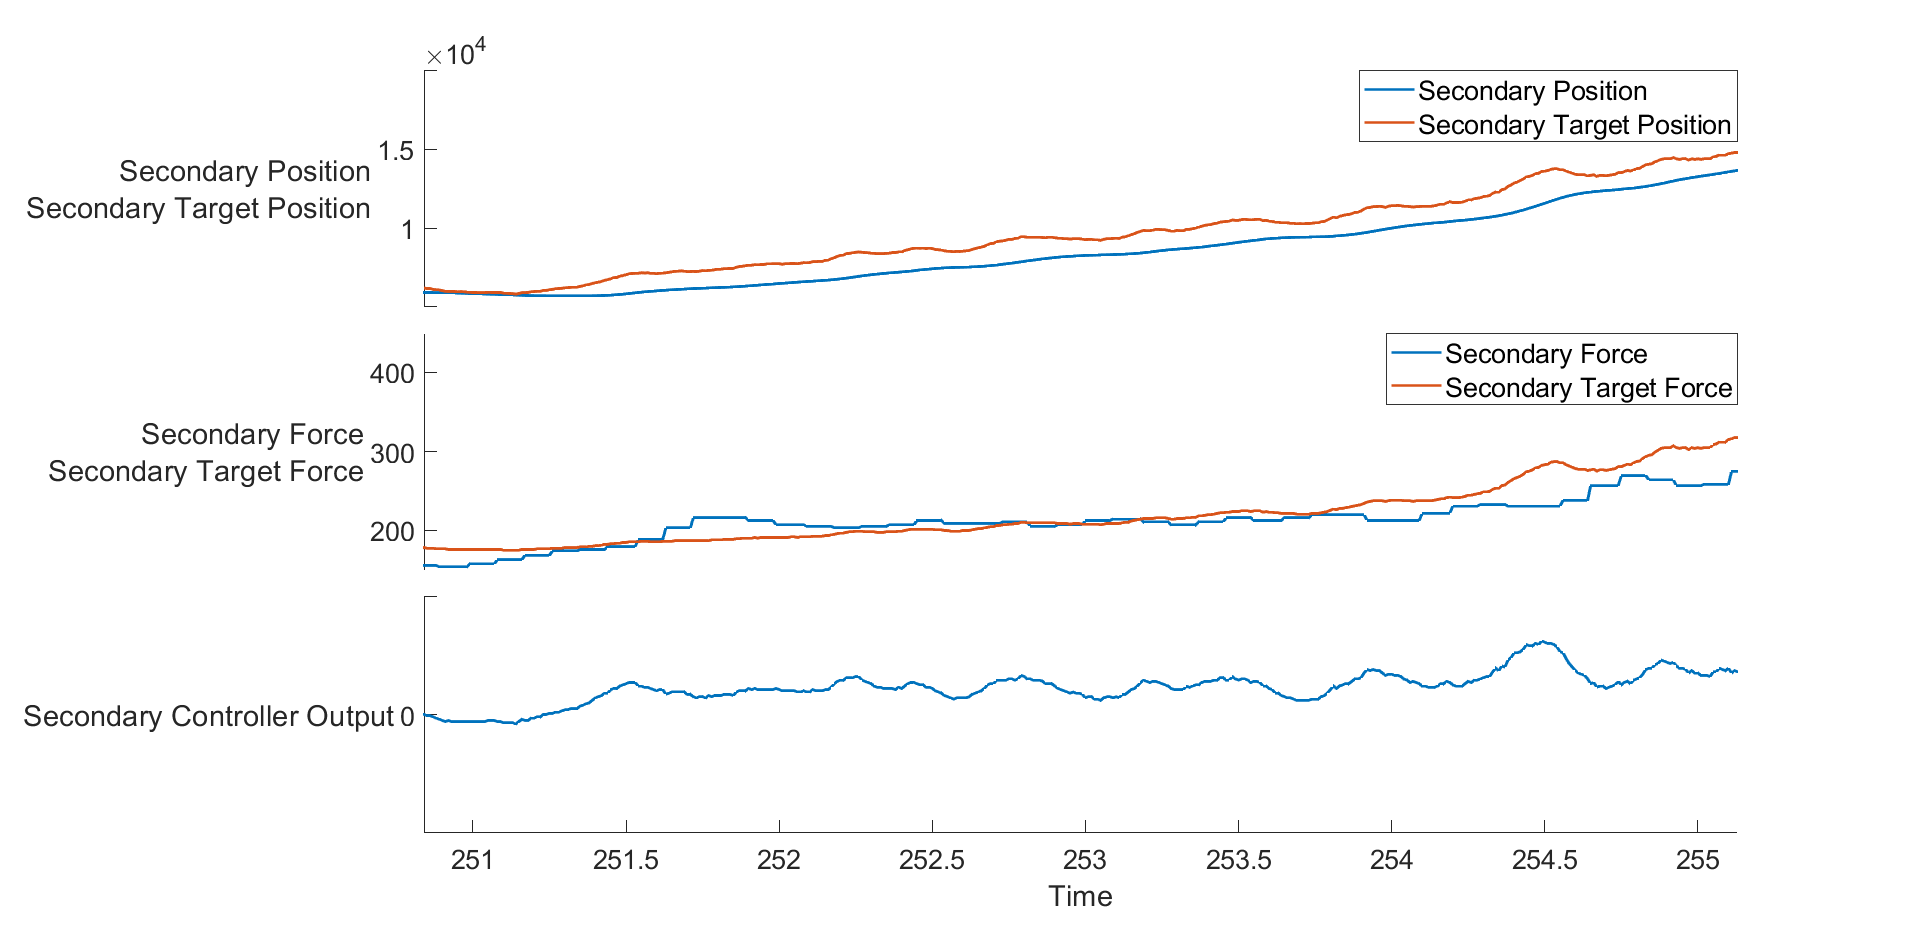 ×10⁴
Secondary Position
Secondary Target Position
1.5
Secondary Position
Secondary Target Position
1
Secondary Force
Secondary Target Force
400
Secondary Force
Secondary Target Force
300
200
Secondary Controller Output 0
251 251.5 252 252.5 253 253.5 254 254.5 255
Time